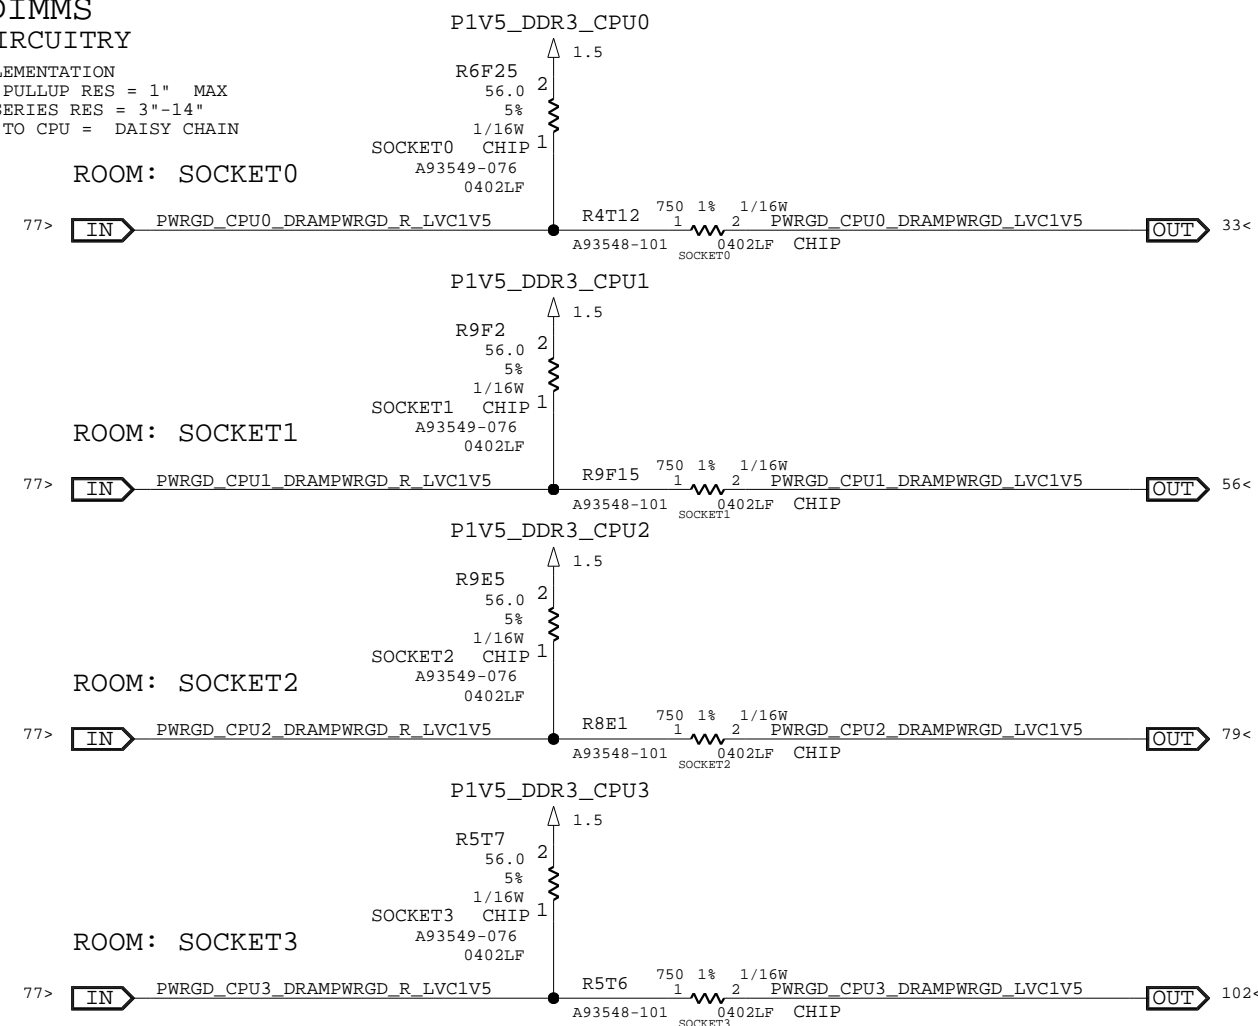 DIMMS
IRCUITRY
LEMENTATION
PULLUP RES = 1" MAX
SERIES RES = 3"-14"
TO CPU = DAISY CHAIN
P1V5_DDR3_CPU0
1.5
R6F25
2
56.0
5%
1/16W
SOCKET0 CHIP 1
A93549-076
0402LF
ROOM: SOCKET0
77> IN PWRGD_CPU0_DRAMPWRGD_R_LVC1V5
R4T12 750 1% 1/16W
1 2 PWRGD_CPU0_DRAMPWRGD_LVC1V5 OUT 33<
A93548-101 0402LF CHIP
SOCKET0
P1V5_DDR3_CPU1
1.5
R9F2
2
56.0
5%
1/16W
SOCKET1 CHIP 1
A93549-076
0402LF
ROOM: SOCKET1
77> IN PWRGD_CPU1_DRAMPWRGD_R_LVC1V5
R9F15 750 1% 1/16W
1 2 PWRGD_CPU1_DRAMPWRGD_LVC1V5 OUT 56<
A93548-101 0402LF CHIP
SOCKET1
P1V5_DDR3_CPU2
1.5
R9E5
2
56.0
5%
1/16W
SOCKET2 CHIP 1
A93549-076
0402LF
ROOM: SOCKET2
77> IN PWRGD_CPU2_DRAMPWRGD_R_LVC1V5
R8E1 750 1% 1/16W
1 2 PWRGD_CPU2_DRAMPWRGD_LVC1V5 OUT 79<
A93548-101 0402LF CHIP
SOCKET2
P1V5_DDR3_CPU3
1.5
R5T7
2
56.0
5%
1/16W
SOCKET3 CHIP 1
A93549-076
0402LF
ROOM: SOCKET3
77> IN PWRGD_CPU3_DRAMPWRGD_R_LVC1V5
R5T6 750 1% 1/16W
1 2 PWRGD_CPU3_DRAMPWRGD_LVC1V5 OUT 102<
A93548-101 0402LF CHIP
SOCKET3